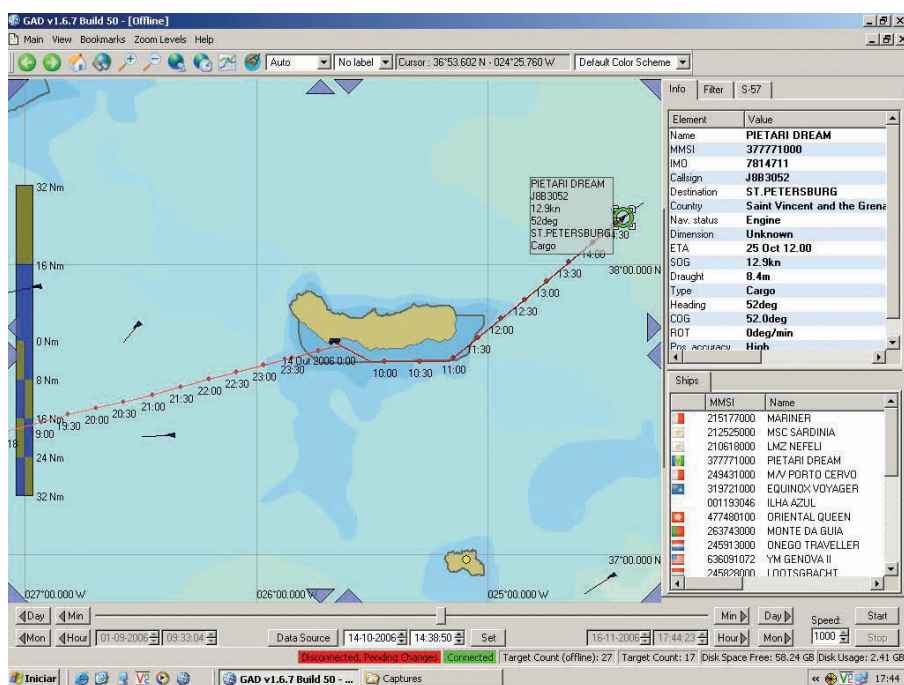 GAD v1.6.7 Build 50 - [Offline]
Main View Bookmarks Zoom Levels Help
Auto No label Cursor : 36°53.602 N - 024°25.760 W Default Color Scheme
Info Filter S-57
Element Value
Name PIETARI DREAM
MMSI 377771000
IMO 7814711
Callsign J8B3052
Destination ST.PETERSBURG
Country Saint Vincent and the Grena
Nav. status Engine
Dimension Unknown
ETA 25 Oct 12.00
SOG 12.9kn
Draught 8.4m
Type Cargo
Heading 52deg
COG 52.0deg
ROT 0deg/min
Pos. accuracy High
32 Nm
16 Nm
0 Nm
8 Nm
16 Nm
24 Nm
32 Nm
PIETARI DREAM
J8B3052
12.9kn
52deg
ST.PETERSBURG
Cargo
4:30
14:00
13:30
13:00
12:30
12:00
11:30
11:00
10:30
10:00
14 Out 2006 0:00
23:30
23:00
22:30
22:00
21:30
21:00
20:30
20:00
19:30
19:00
18
38°00.000 N
37°00.000 N
027°00.000 W 026°00.000 W 025°00.000 W
Ships
MMSI Name
215177000 MARINER
212525000 MSC SARDINIA
210618000 LMZ NEFELI
377771000 PIETARI DREAM
249431000 M/V PORTO CERVO
319721000 EQUINOX VOYAGER
001193046 ILHA AZUL
477480100 ORIENTAL QUEEN
263743000 MONTE DA GUIA
245913000 ONEGO TRAVELLER
636091072 YM GENOVA II
245828000 LOOTSGRACHT
Day Min Min Day Speed: Start
Mon Hour 01-09-2006 09:33:04 Data Source 14-10-2006 14:38:50 Set 16-11-2006 17:44:23 Hour Mon 1000 Stop
Disconnected, Pending Changes Connected Target Count (offline): 27 Target Count: 17 Disk Space Free: 58.24 GB Disk Usage: 2.41 GB
Iniciar GAD v1.6.7 Build 50 - ... Captures 17:44